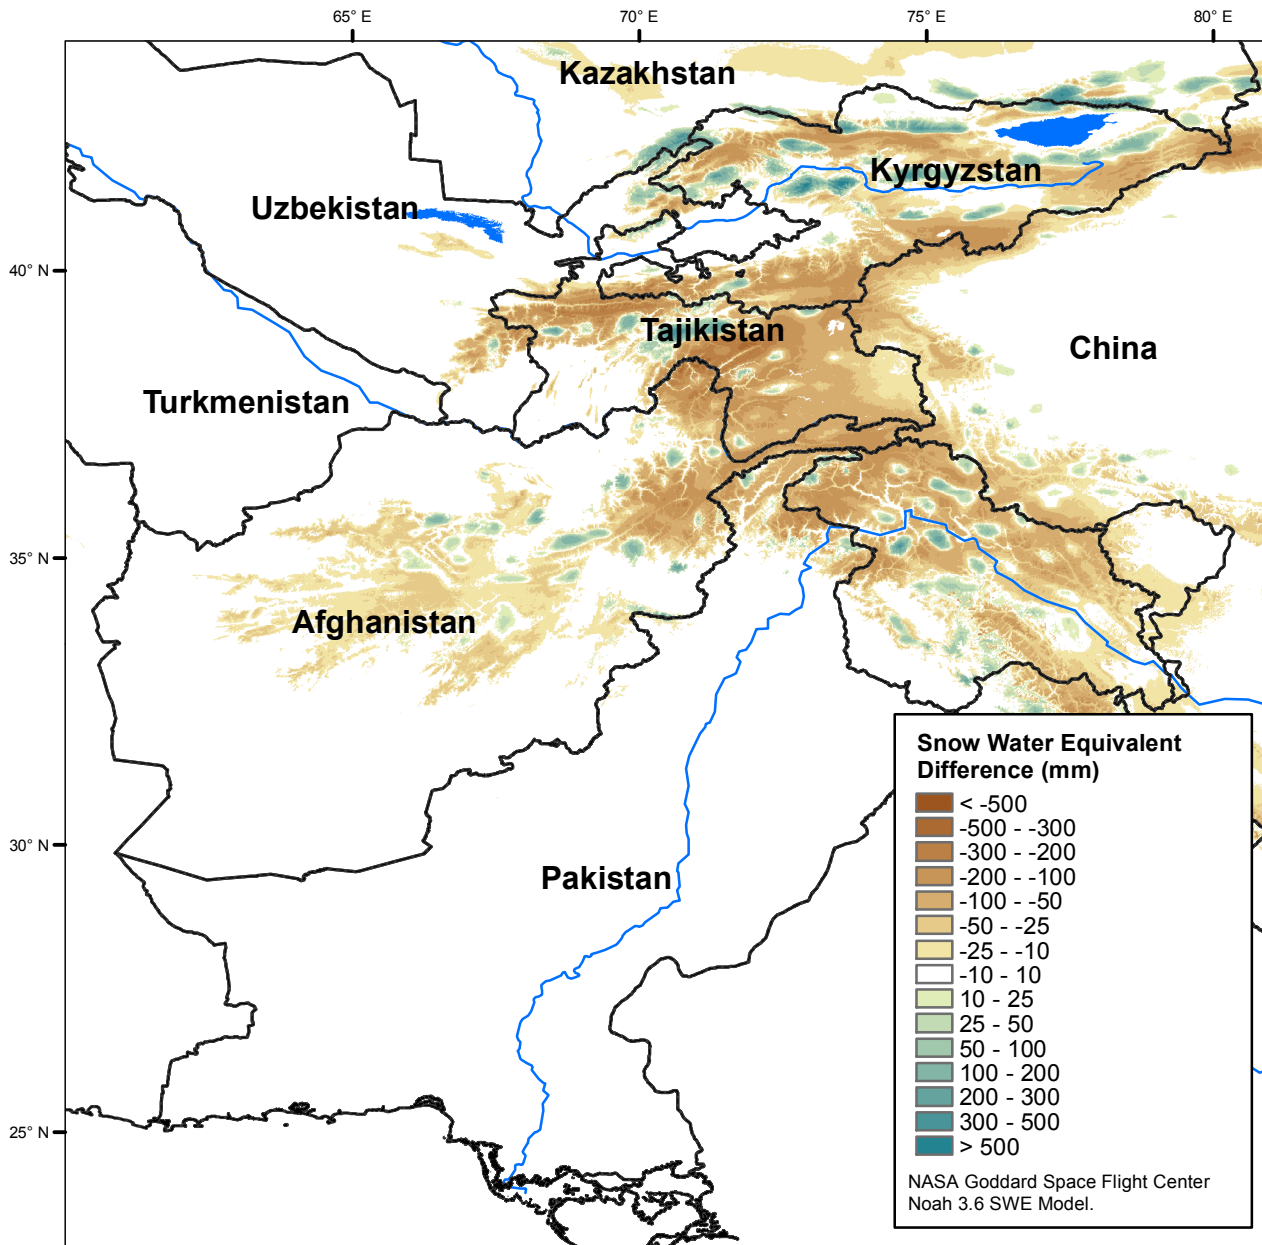 65° E
70° E
75° E
80° E
Kazakhstan
Kyrgyzstan
Uzbekistan
40° N
Tajikistan
China
Turkmenistan
35° N
Afghanistan
30° N
Pakistan
25° N
Snow Water Equivalent
Difference (mm)
< -500
-500 - -300
-300 - -200
-200 - -100
-100 - -50
-50 - -25
-25 - -10
-10 - 10
10 - 25
25 - 50
50 - 100
100 - 200
200 - 300
300 - 500
> 500
NASA Goddard Space Flight Center
Noah 3.6 SWE Model.